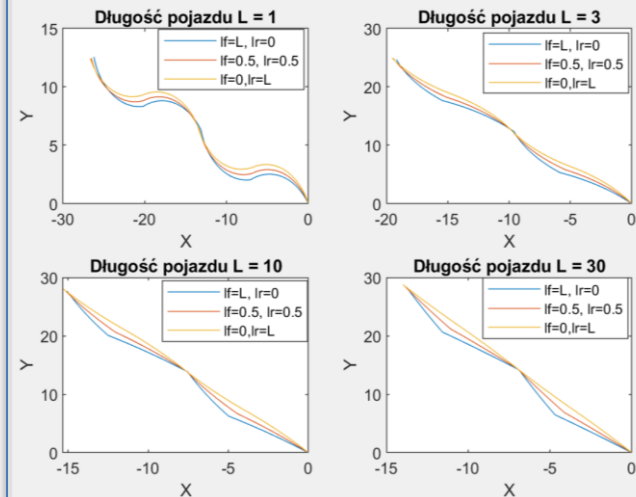 Długość pojazdu L = 1
15
10
5
0
-30
-20
-10
0
X
Y
lf=L, lr=0
lf=0.5, lr=0.5
lf=0,lr=L
Długość pojazdu L = 3
30
20
10
0
-20
-15
-10
-5
0
X
Y
lf=L, lr=0
lf=0.5, lr=0.5
lf=0,lr=L
Długość pojazdu L = 10
30
20
10
0
-15
-10
-5
0
X
Y
lf=L, lr=0
lf=0.5, lr=0.5
lf=0,lr=L
Długość pojazdu L = 30
30
20
10
0
-15
-10
-5
0
X
Y
lf=L, lr=0
lf=0.5, lr=0.5
lf=0,lr=L